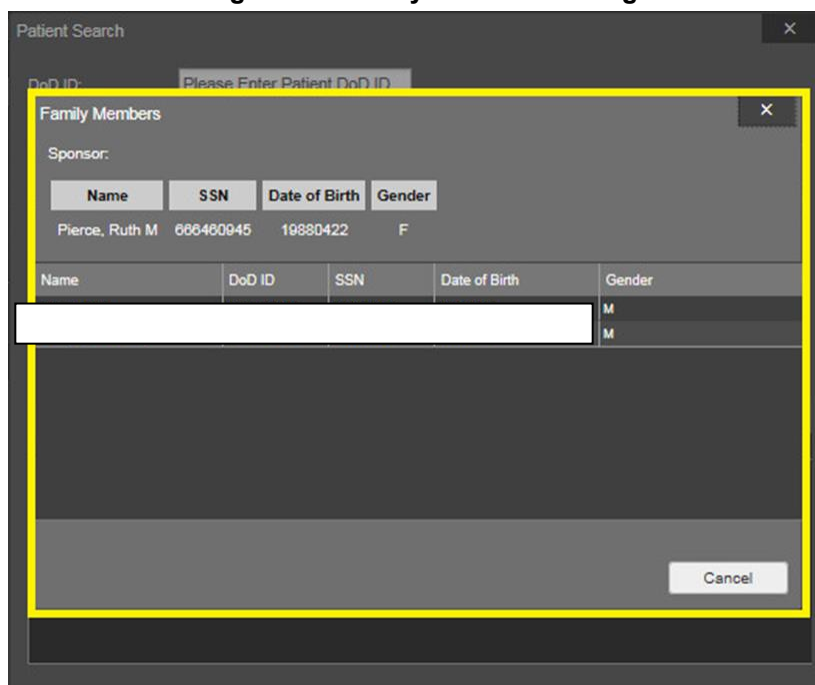 Patient Search
DoD ID: Please Enter Patient DoD ID
Family Members
Sponsor:
Name SSN Date of Birth Gender
Pierce, Ruth M 666460945 19880422 F
Name DoD ID SSN Date of Birth Gender
M
M
Cancel